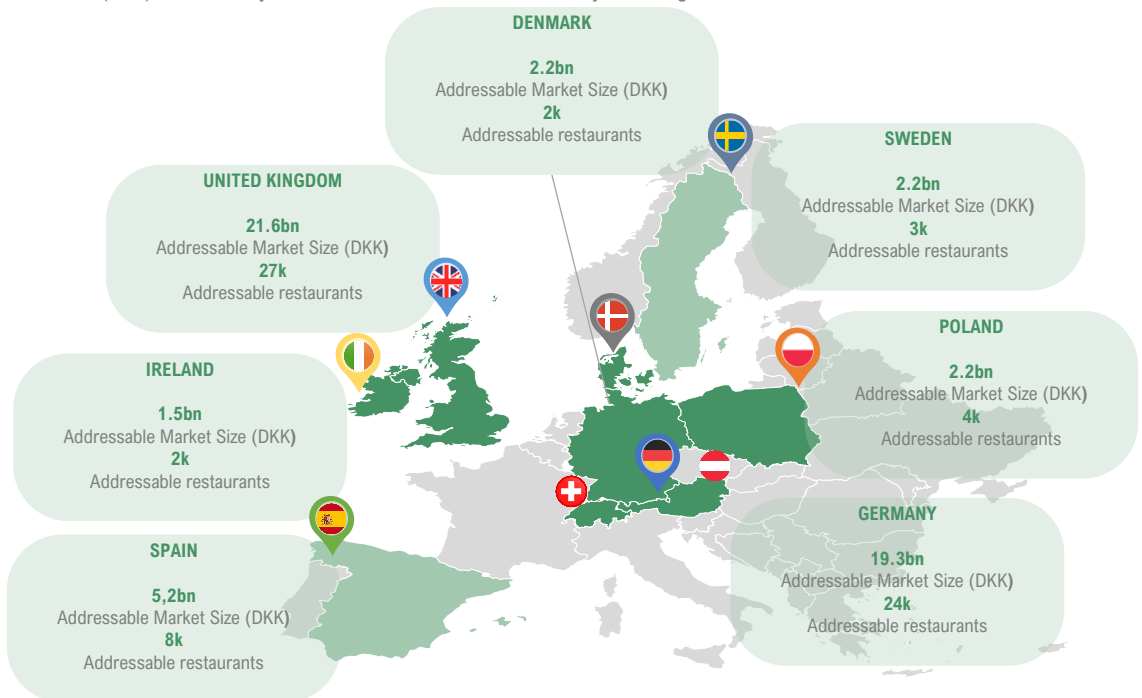 DENMARK
2.2bn
Addressable Market Size (DKK)
2k
Addressable restaurants
SWEDEN
2.2bn
Addressable Market Size (DKK)
3k
Addressable restaurants
UNITED KINGDOM
21.6bn
Addressable Market Size (DKK)
27k
Addressable restaurants
POLAND
2.2bn
Addressable Market Size (DKK)
4k
Addressable restaurants
IRELAND
1.5bn
Addressable Market Size (DKK)
2k
Addressable restaurants
GERMANY
19.3bn
Addressable Market Size (DKK)
24k
Addressable restaurants
SPAIN
5,2bn
Addressable Market Size (DKK)
8k
Addressable restaurants